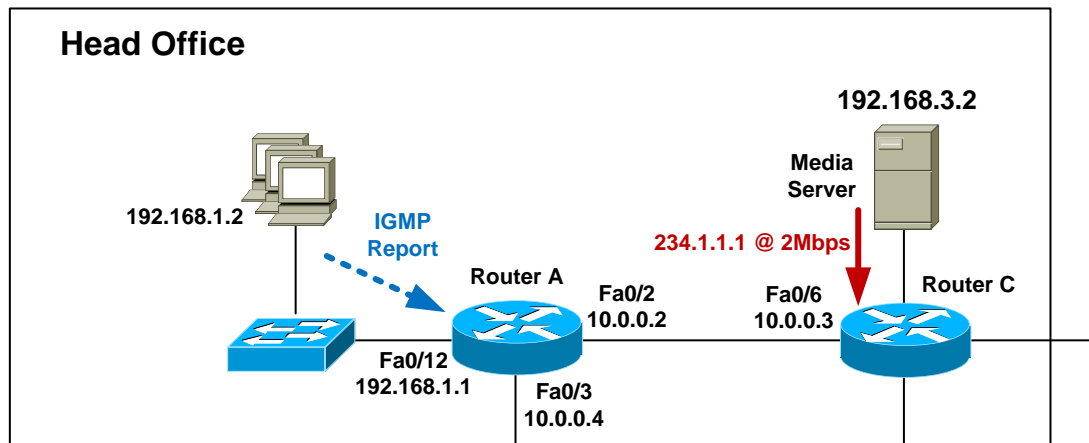 Head Office
192.168.3.2
Media
Server
192.168.1.2
IGMP
Report
234.1.1.1 @ 2Mbps
Router A
Router C
Fa0/2
10.0.0.2
Fa0/6
10.0.0.3
Fa0/12
192.168.1.1
Fa0/3
10.0.0.4